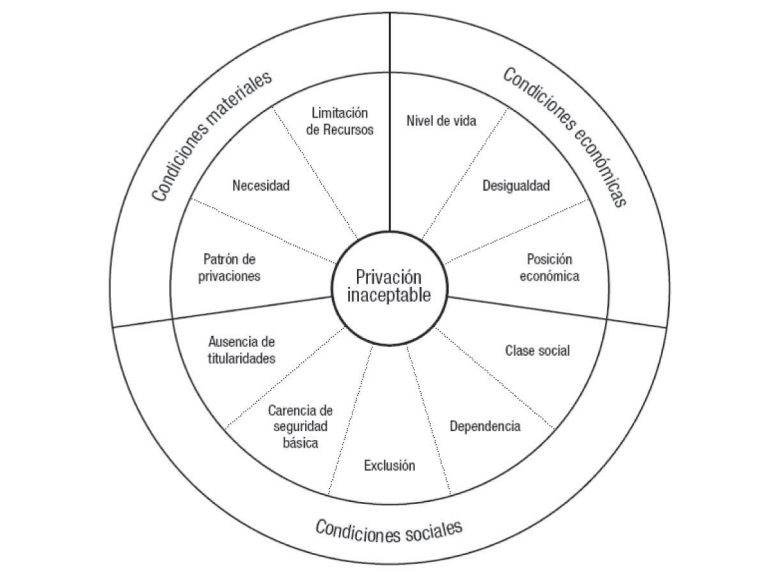 Condiciones materiales
Condiciones económicas
Limitación
de Recursos
Nivel de vida
Necesidad
Desigualdad
Patrón de
privaciones
Privación
inaceptable
Posición
económica
Ausencia de
titularidades
Clase social
Carencia de
seguridad
básica
Dependencia
Exclusión
Condiciones sociales